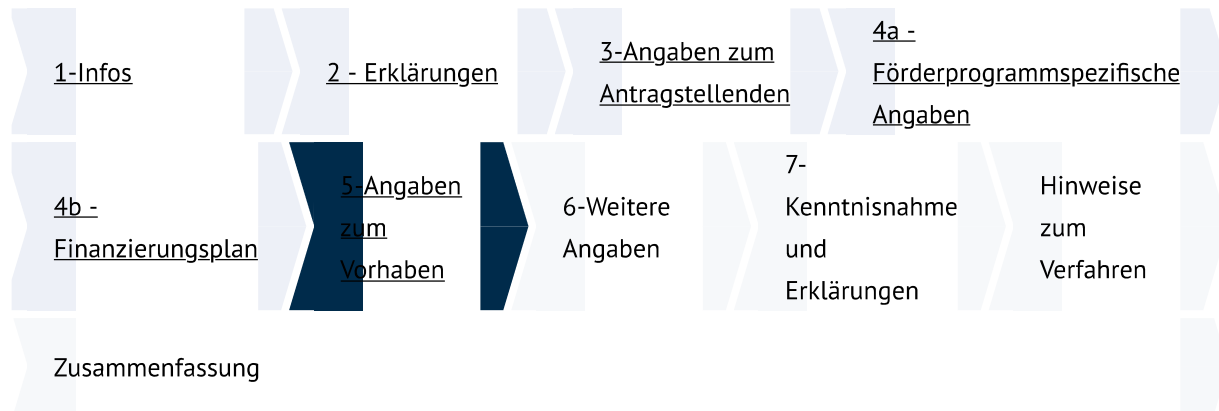 1-Infos
2 - Erklärungen
3-Angaben zum
Antragstellenden
4a -
Förderprogrammspezifische
Angaben
4b -
Finanzierungsplan
5-Angaben
zum
Vorhaben
6-Weitere
Angaben
7-
Kenntnisnahme
und
Erklärungen
Hinweise
zum
Verfahren
Zusammenfassung